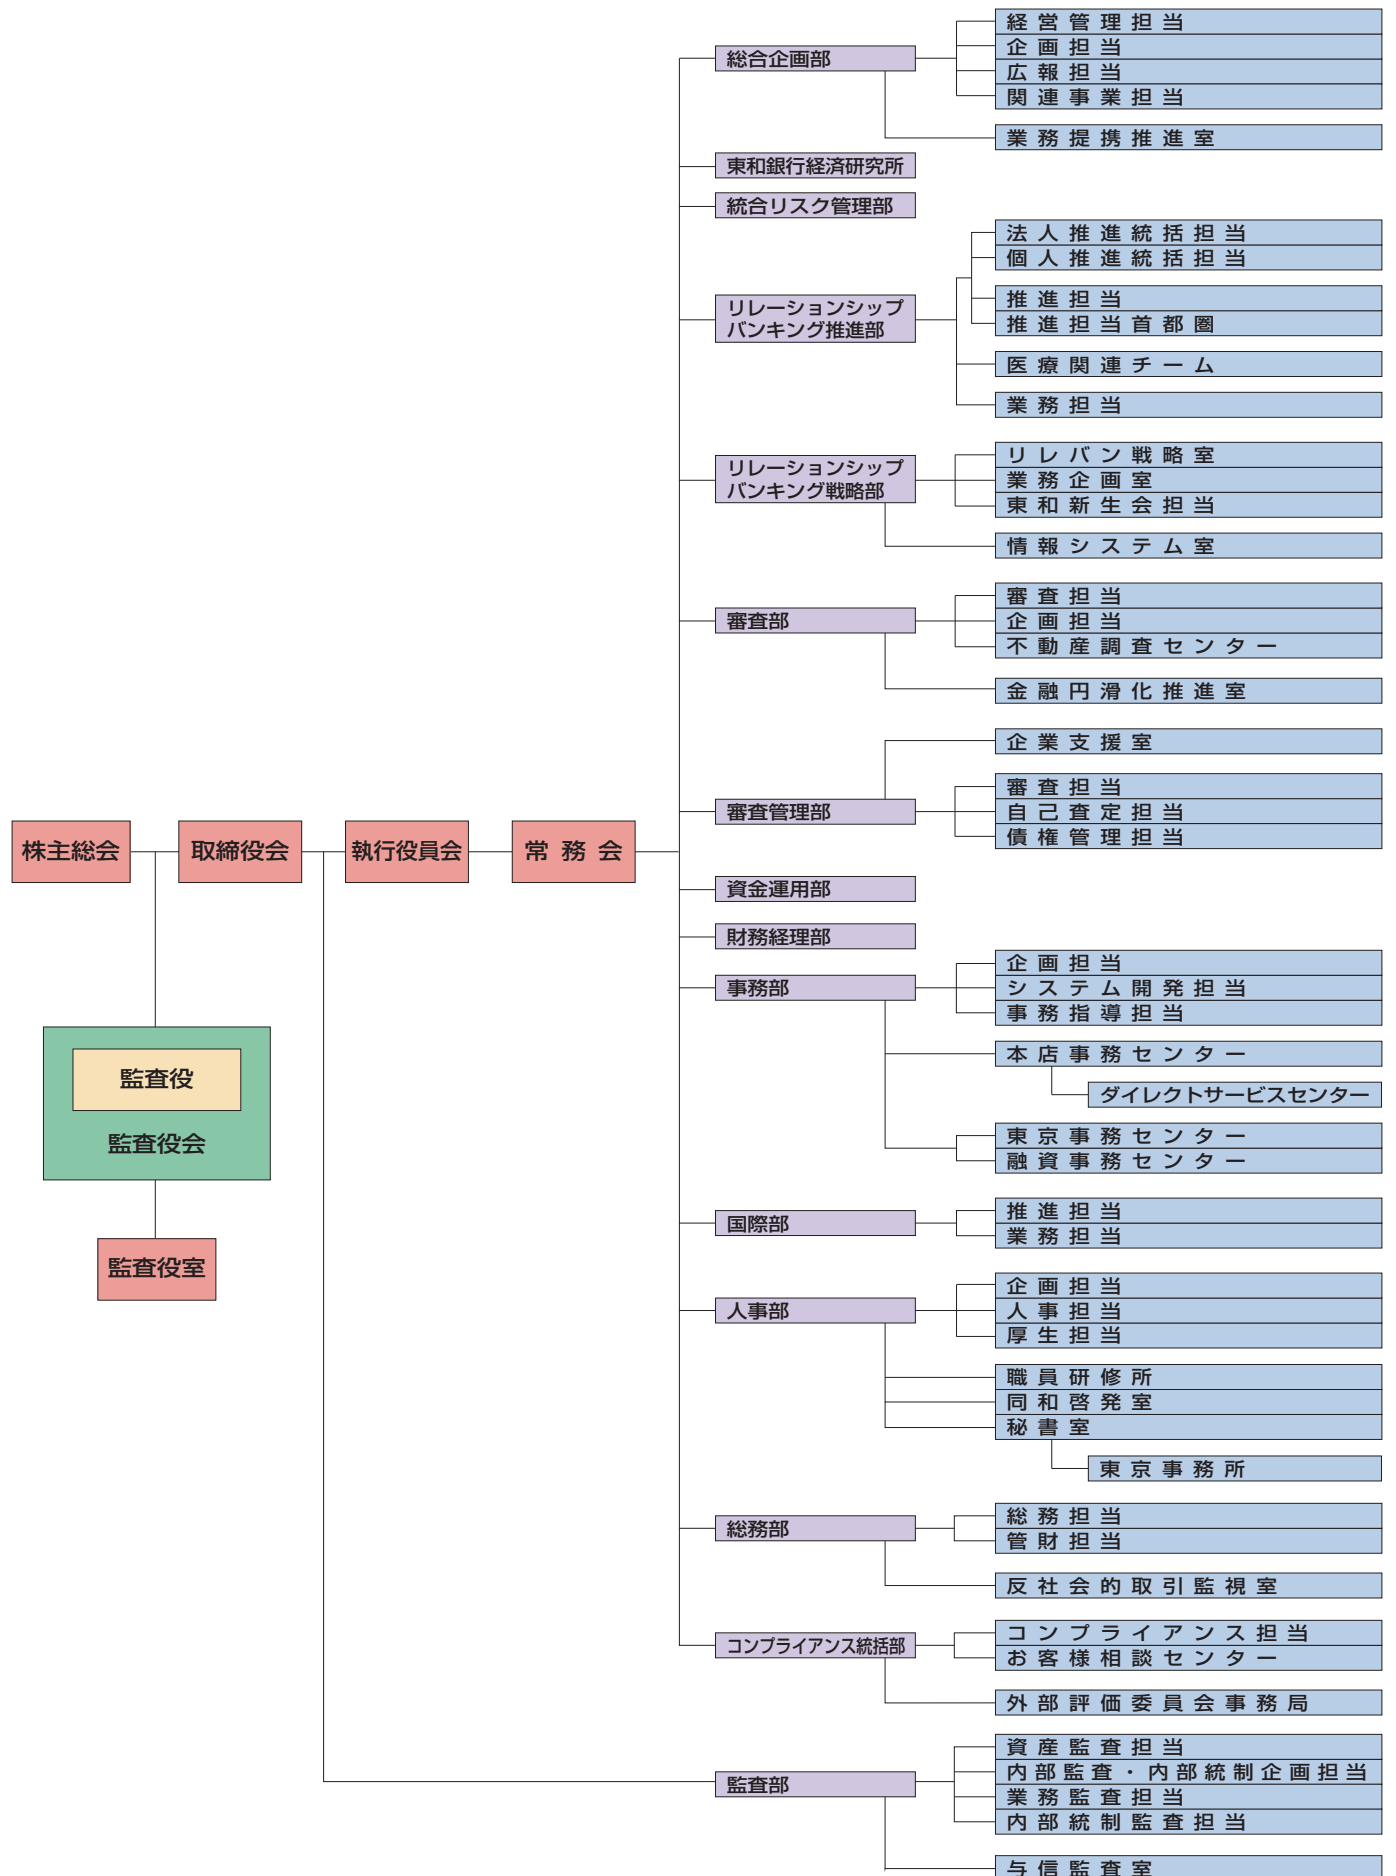 株主総会
取締役会
執行役員会
常務会
監査役
監査役会
監査役室
総合企画部
経営管理担当
企画担当
広報担当
関連事業担当
業務提携推進室
東和銀行経済研究所
統合リスク管理部
リレーションシップ
バンキング推進部
法人推進統括担当
個人推進統括担当
推進担当
推進担当首都圏
医療関連チーム
業務担当
リレーションシップ
バンキング戦略部
リレバン戦略室
業務企画室
東和新生会担当
情報システム室
審査部
審査担当
企画担当
不動産調査センター
金融円滑化推進室
審査管理部
企業支援室
審査担当
自己査定担当
債権管理担当
資金運用部
財務経理部
事務部
企画担当
システム開発担当
事務指導担当
本店事務センター
ダイレクトサービスセンター
東京事務センター
融資事務センター
国際部
推進担当
業務担当
人事部
企画担当
人事担当
厚生担当
職員研修所
同和啓発室
秘書室
東京事務所
総務部
総務担当
管財担当
反社会的取引監視室
コンプライアンス統括部
コンプライアンス担当
お客様相談センター
外部評価委員会事務局
監査部
資産監査担当
内部監査・内部統制企画担当
業務監査担当
内部統制監査担当
与信監査室